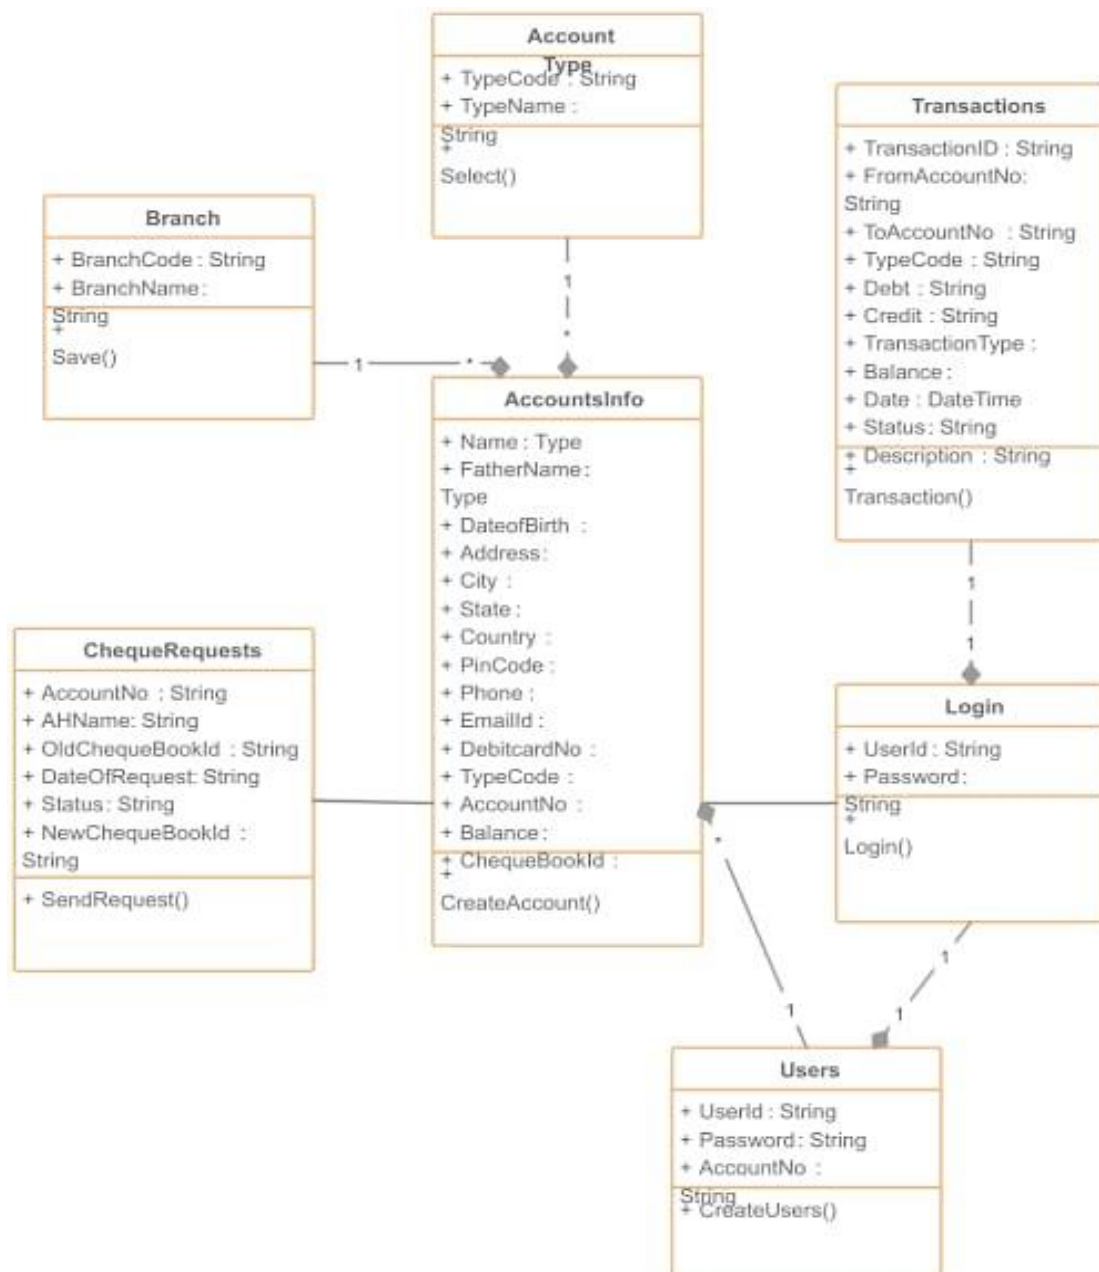 Account
Type
+ TypeCode : String
+ TypeName :
String
+
Select()
Transactions
+ TransactionID : String
+ FromAccountNo:
String
+ ToAccountNo : String
+ TypeCode : String
+ Debt : String
+ Credit : String
+ TransactionType :
+ Balance :
+ Date : DateTime
+ Status : String
+ Description : String
+
Transaction()
Branch
+ BranchCode : String
+ BranchName :
String
+
Save()
1
*
1
*
AccountsInfo
+ Name : Type
+ FatherName :
Type
+ DateofBirth :
+ Address :
+ City :
+ State :
+ Country :
+ PinCode :
+ Phone :
+ EmailId :
+ DebitcardNo :
+ TypeCode :
+ AccountNo :
+ Balance :
+ ChequeBookId :
+
CreateAccount()
ChequeRequests
+ AccountNo : String
+ AHName: String
+ OldChequeBookId : String
+ DateOfRequest: String
+ Status : String
+ NewChequeBookId :
String
+ SendRequest()
1
1
Login
+ UserId : String
+ Password :
String
+
Login()
*
1
1
1
Users
+ UserId : String
+ Password : String
+ AccountNo :
String
+ CreateUsers()